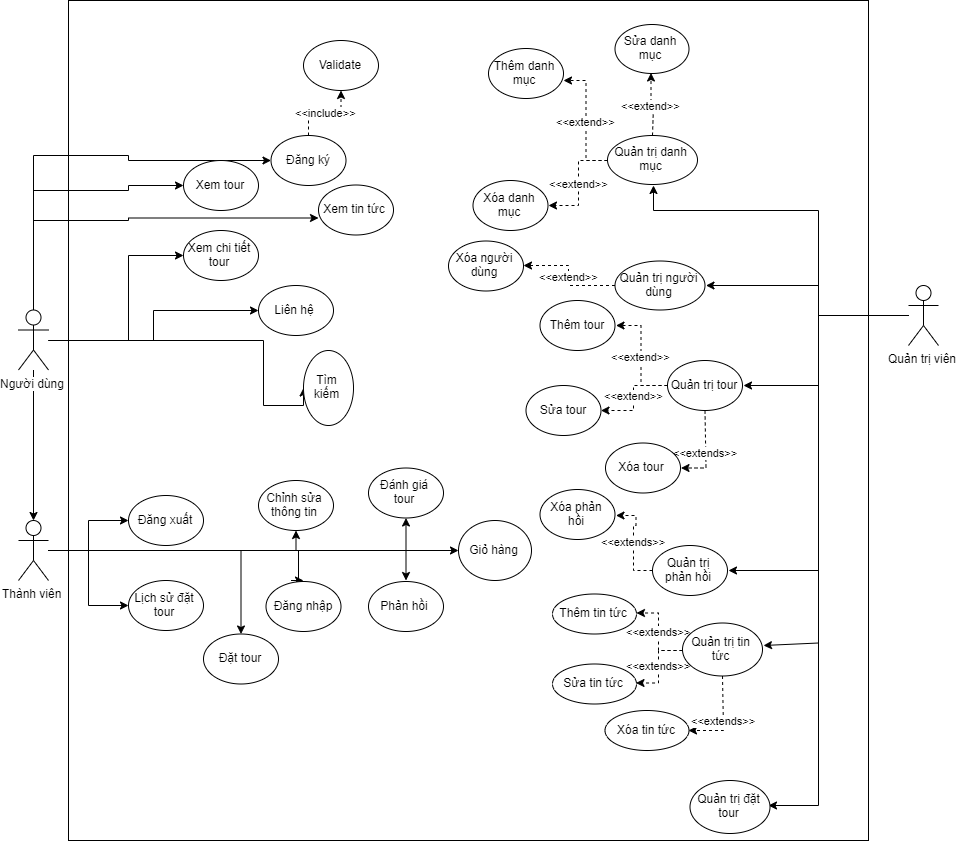 Validate
<<include>>
Đăng ký
Xem tour
Xem tin tức
Xem chi tiết
tour
Liên hệ
Tìm
kiếm
Người dùng
Thành viên
Đăng xuất
Lịch sử đặt
tour
Chỉnh sửa
thông tin
Đánh giá
tour
Giỏ hàng
Đăng nhập
Phản hồi
Đặt tour
Sửa danh
mục
Thêm danh
mục
<<extend>>
<<extend>>
Quản trị danh
mục
<<extend>>
Xóa danh
mục
Xóa người
dùng
<<extend>>
Quản trị người
dùng
Thêm tour
<<extend>>
Quản trị tour
<<extend>>
Sửa tour
<<extends>>
Xóa tour
Xóa phản
hồi
<<extends>>
Quản trị
phản hồi
Thêm tin tức
<<extends>>
Quản trị tin
tức
<<extends>>
Sửa tin tức
<<extends>>
Xóa tin tức
Quản trị đặt
tour
Quản trị viên